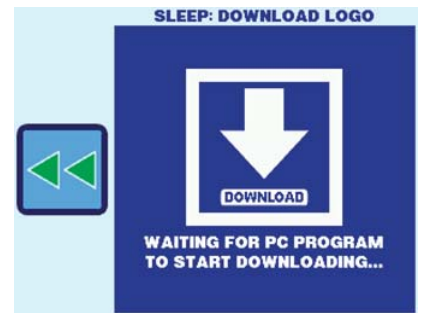 SLEEP: DOWNLOAD LOGO
DOWNLOAD
WAITING FOR PC PROGRAM
TO START DOWNLOADING...